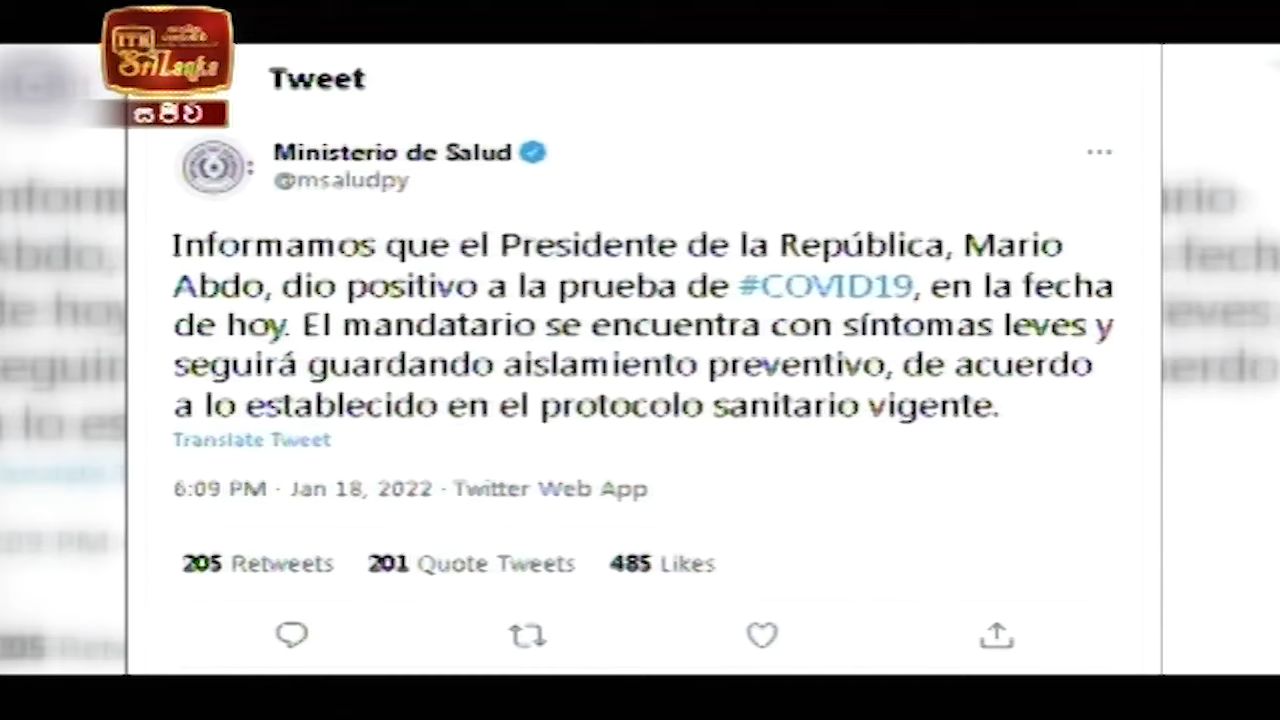 ITN
Sri Lanka
සජීව
Tweet
Ministerio de Salud
@msaludpy
Informamos que el Presidente de la República, Mario
Abdo, dio positivo a la prueba de #COVID19, en la fecha
de hoy. El mandatario se encuentra con síntomas leves y
seguirá guardando aislamiento preventivo, de acuerdo
a lo establecido en el protocolo sanitario vigente.
Translate Tweet
6:09 PM · Jan 18, 2022 · Twitter Web App
205 Retweets 201 Quote Tweets 485 Likes